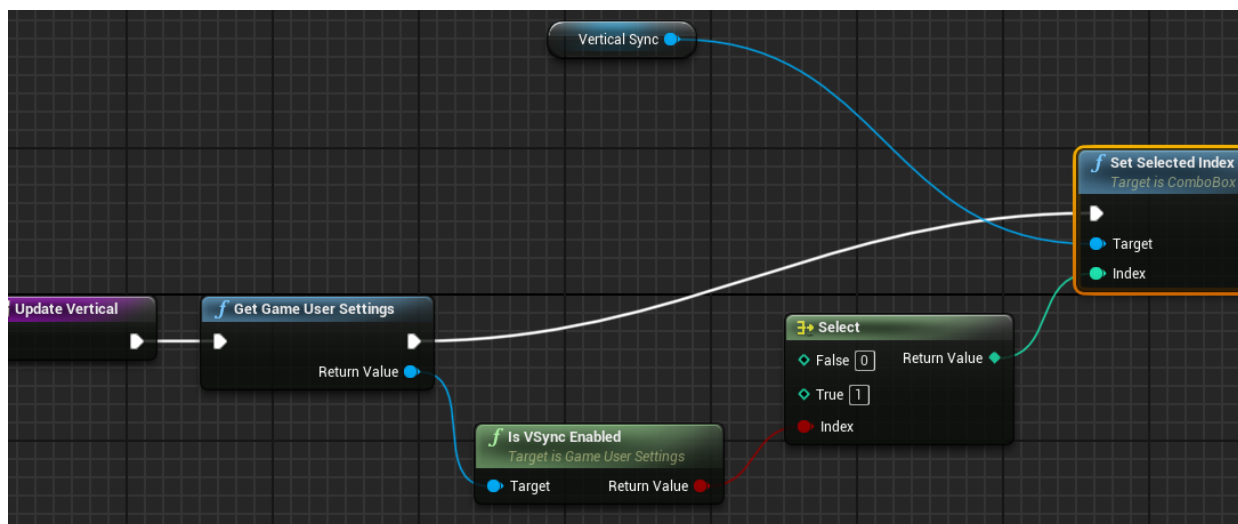 Vertical Sync
Set Selected Index
Target is ComboBox
Target
Index
Update Vertical
Get Game User Settings
Return Value
Select
False 0 Return Value
True 1
Index
Is VSync Enabled
Target is Game User Settings
Target Return Value